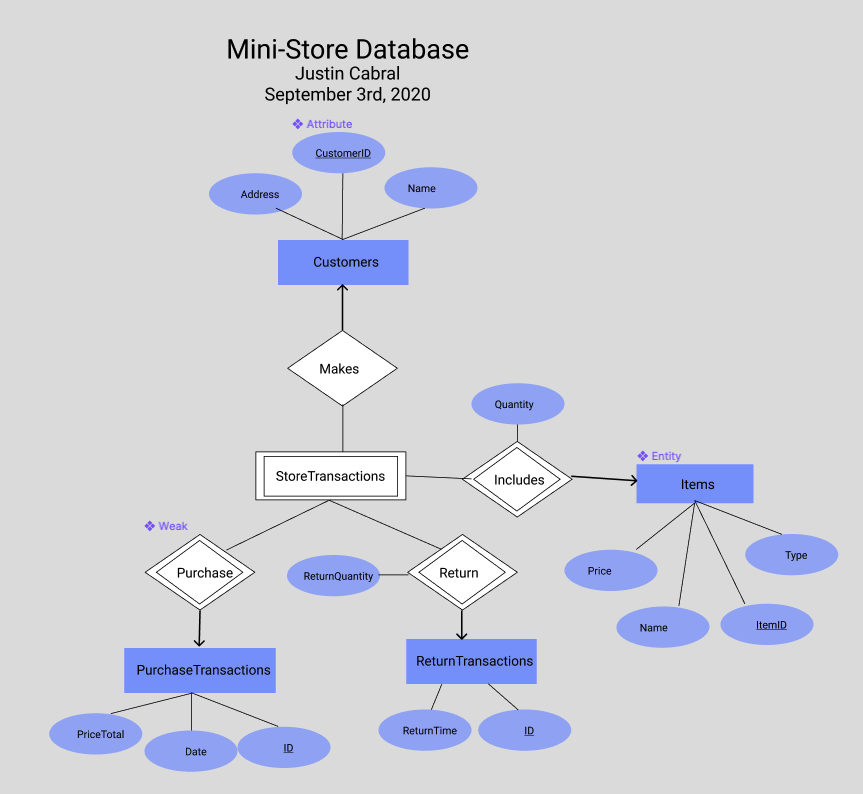 Mini-Store Database
Justin Cabral
September 3rd, 2020
Attribute
CustomerID
Address
Name
Customers
Makes
Quantity
StoreTransactions
Includes
Entity
Items
Weak
Purchase
ReturnQuantity
Return
Price
Type
Name
ItemID
PurchaseTransactions
ReturnTransactions
PriceTotal
Date
ID
ReturnTime
ID